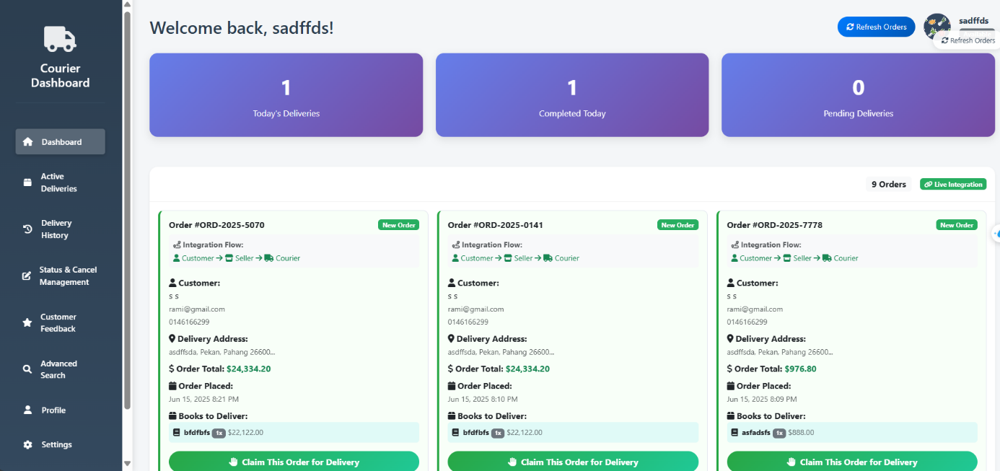 Courier
Dashboard
Dashboard
Active
Deliveries
Delivery
History
Status & Cancel
Management
Customer
Feedback
Advanced
Search
Profile
Settings
Welcome back, sadffds!
Refresh Orders
sadffds
Refresh Orders
1
Today's Deliveries
1
Completed Today
0
Pending Deliveries
9 Orders
Live Integration
Order #ORD-2025-5070
New Order
Integration Flow:
Customer → Seller → Courier
Customer:
s s
rami@gmail.com
0146166299
Delivery Address:
asdffsda, Pekan, Pahang 26600...
$ Order Total: $24,334.20
Order Placed:
Jun 15, 2025 8:21 PM
Books to Deliver:
bfdfbfs 1x $22,122.00
Claim This Order for Delivery
Order #ORD-2025-0141
New Order
Integration Flow:
Customer → Seller → Courier
Customer:
s s
rami@gmail.com
0146166299
Delivery Address:
asdffsda, Pekan, Pahang 26600...
$ Order Total: $24,334.20
Order Placed:
Jun 15, 2025 8:10 PM
Books to Deliver:
bfdfbfs 1x $22,122.00
Claim This Order for Delivery
Order #ORD-2025-7778
New Order
Integration Flow:
Customer → Seller → Courier
Customer:
s s
rami@gmail.com
0146166299
Delivery Address:
asdffsda, Pekan, Pahang 26600...
$ Order Total: $976.80
Order Placed:
Jun 15, 2025 8:09 PM
Books to Deliver:
asfadsfs 1x $888.00
Claim This Order for Delivery